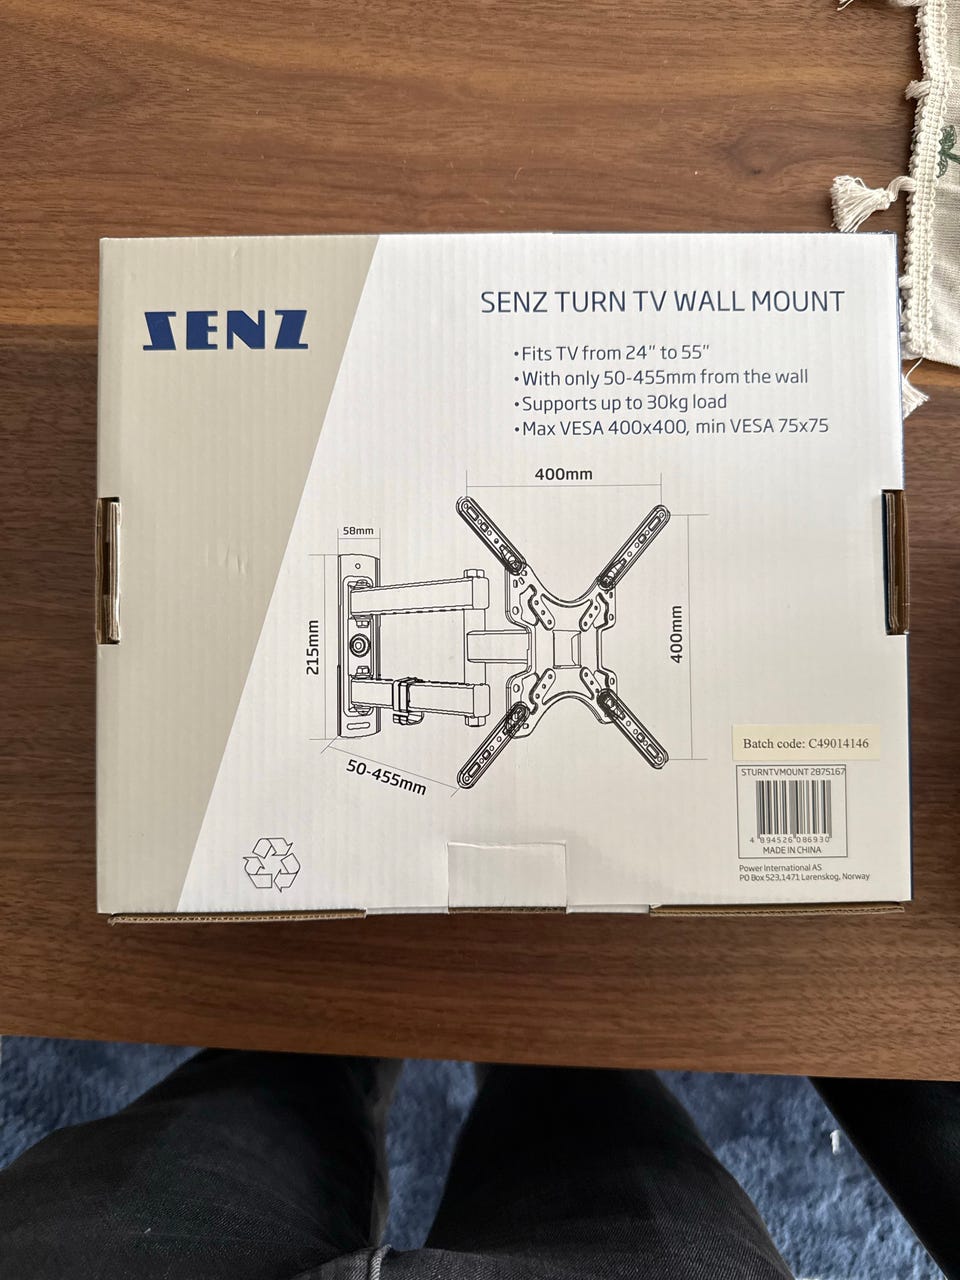 SENZ
SENZ TURN TV WALL MOUNT
•Fits TV from 24" to 55"
•With only 50-455mm from the wall
•Supports up to 30kg load
•Max VESA 400x400, min VESA 75x75
400mm
58mm
215mm
400mm
50-455mm
Batch code: C49014146
STURNTVMOUNT 2875167
4 894526 086930
MADE IN CHINA
Power International AS
PO Box 523,1471 Lørenskog, Norway